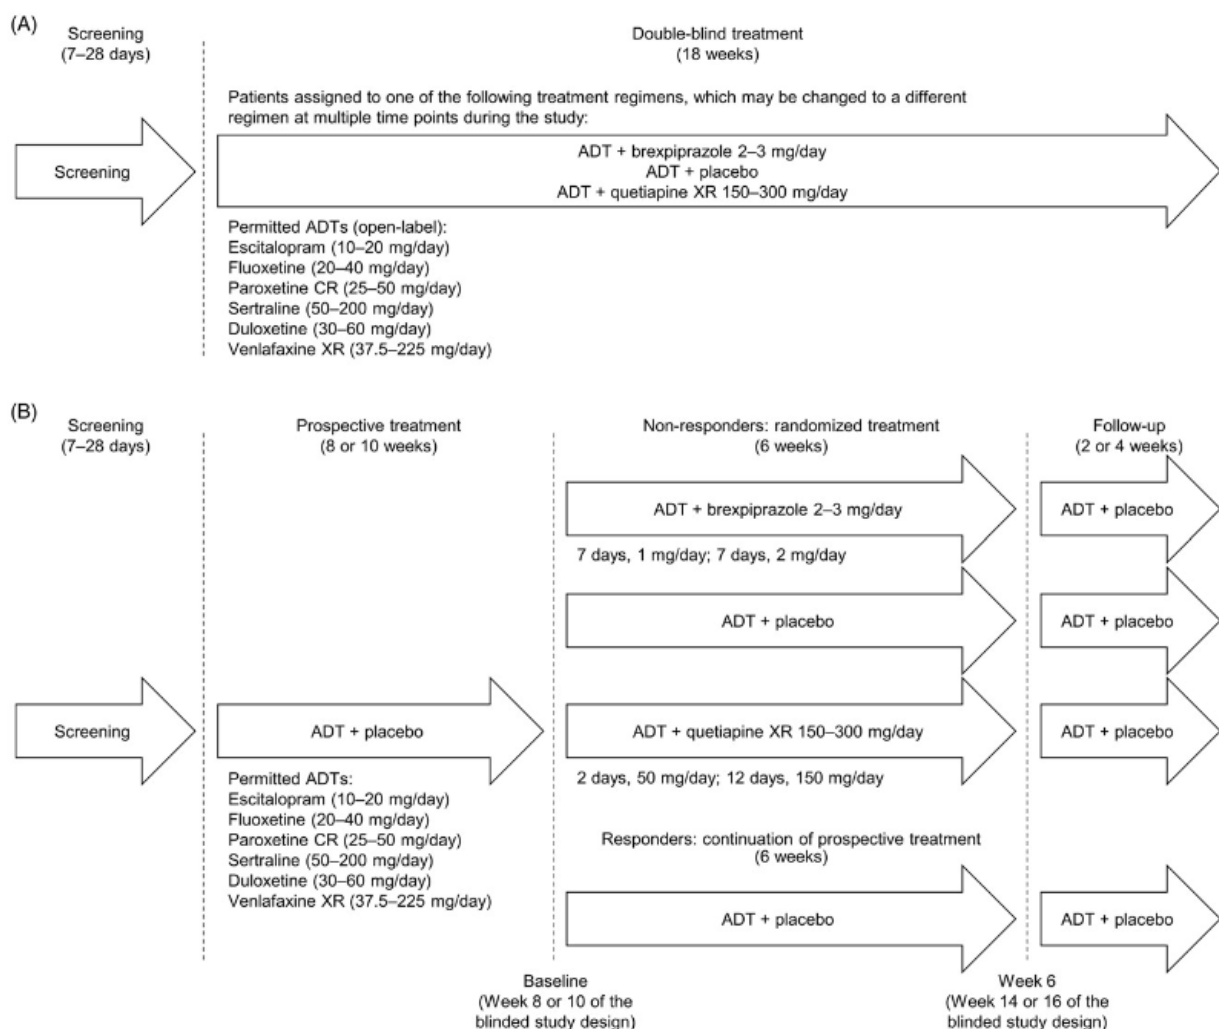 (A)
Screening
(7–28 days)
Double-blind treatment
(18 weeks)
Patients assigned to one of the following treatment regimens, which may be changed to a different
regimen at multiple time points during the study:
Screening
ADT + brexpiprazole 2–3 mg/day
ADT + placebo
ADT + quetiapine XR 150–300 mg/day
Permitted ADTs (open-label):
Escitalopram (10–20 mg/day)
Fluoxetine (20–40 mg/day)
Paroxetine CR (25–50 mg/day)
Sertraline (50–200 mg/day)
Duloxetine (30–60 mg/day)
Venlafaxine XR (37.5–225 mg/day)
(B)
Screening
(7–28 days)
Prospective treatment
(8 or 10 weeks)
Non-responders: randomized treatment
(6 weeks)
Follow-up
(2 or 4 weeks)
ADT + brexpiprazole 2–3 mg/day
ADT + placebo
7 days, 1 mg/day; 7 days, 2 mg/day
ADT + placebo
ADT + placebo
Screening
ADT + placebo
ADT + quetiapine XR 150–300 mg/day
ADT + placebo
2 days, 50 mg/day; 12 days, 150 mg/day
Permitted ADTs:
Escitalopram (10–20 mg/day)
Fluoxetine (20–40 mg/day)
Paroxetine CR (25–50 mg/day)
Sertraline (50–200 mg/day)
Duloxetine (30–60 mg/day)
Venlafaxine XR (37.5–225 mg/day)
Responders: continuation of prospective treatment
(6 weeks)
ADT + placebo
ADT + placebo
Baseline
(Week 8 or 10 of the
blinded study design)
Week 6
(Week 14 or 16 of the
blinded study design)